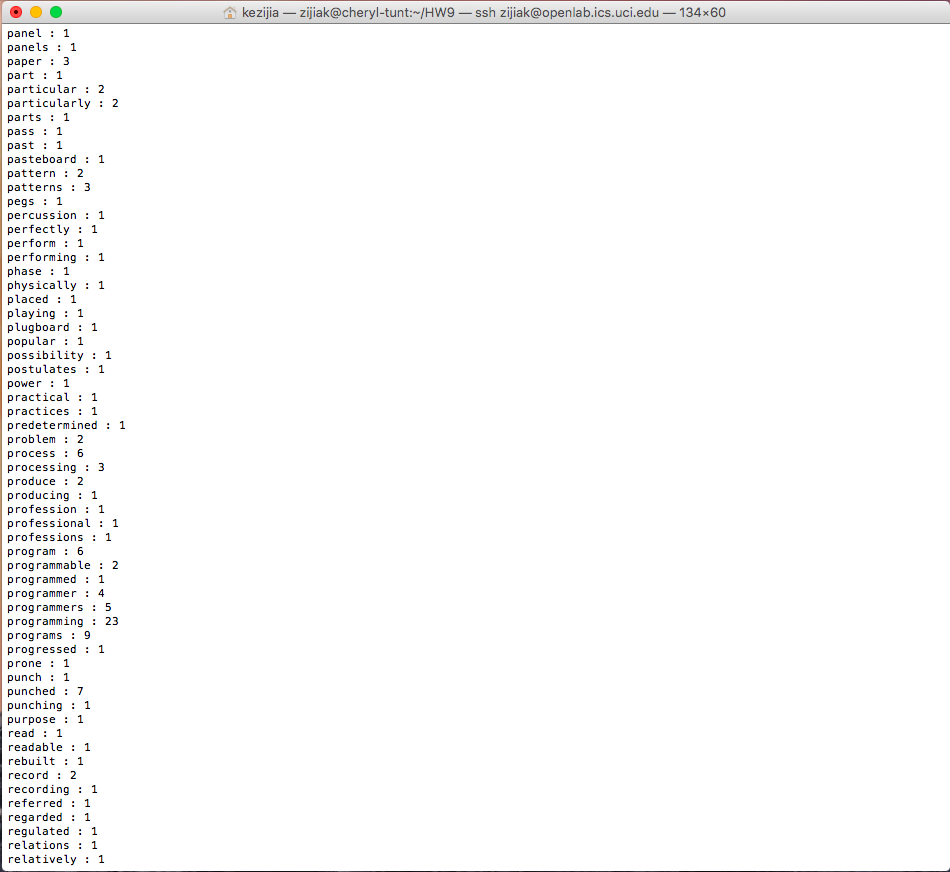 kezijia — zijiak@cheryl-tunt:~/HW9 — ssh zijiak@openlab.ics.uci.edu — 134×60
panel : 1
panels : 1
paper : 3
part : 1
particular : 2
particularly : 2
parts : 1
pass : 1
past : 1
pasteboard : 1
pattern : 2
patterns : 3
pegs : 1
percussion : 1
perfectly : 1
perform : 1
performing : 1
phase : 1
physically : 1
placed : 1
playing : 1
plugboard : 1
popular : 1
possibility : 1
postulates : 1
power : 1
practical : 1
practices : 1
predetermined : 1
problem : 2
process : 6
processing : 3
produce : 2
producing : 1
profession : 1
professional : 1
professions : 1
program : 6
programmable : 2
programmed : 1
programmer : 4
programmers : 5
programming : 23
programs : 9
progressed : 1
prone : 1
punch : 1
punched : 7
punching : 1
purpose : 1
read : 1
readable : 1
rebuilt : 1
record : 2
recording : 1
referred : 1
regarded : 1
regulated : 1
relations : 1
relatively : 1